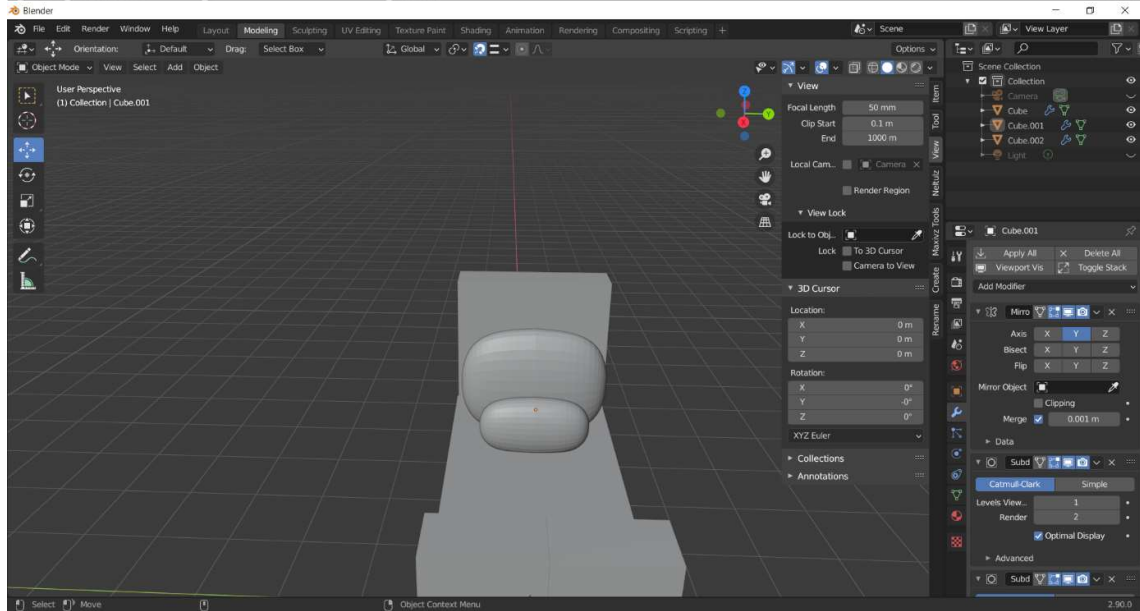 Blender
File Edit Render Window Help Layout Modeling Sculpting UV Editing Texture Paint Shading Animation Rendering Compositing Scripting + Scene View Layer
Orientation: Default Drag: Select Box Global Options
Object Mode View Select Add Object
User Perspective
(1) Collection | Cube.001
X
Y
Z
View
Focal Length 50 mm
Clip Start 0.1 m
End 1000 m
Local Cam... Camera
Render Region
View Lock
Lock to Obj...
Lock To 3D Cursor
Camera to View
3D Cursor
Location:
X 0 m
Y 0 m
Z 0 m
Rotation:
X 0°
Y -0°
Z 0°
XYZ Euler
Collections
Annotations
Item
Tool
View
Neltulz
Maxivz Tools
Create
Rename
Scene Collection
Collection
Camera
Cube
Cube.001
Cube.002
Light
Cube.001
Apply All Delete All
Viewport Vis Toggle Stack
Add Modifier
Mirro
Axis X Y Z
Bisect X Y Z
Flip X Y Z
Mirror Object
Clipping
Merge 0.001 m
Data
Subd
Catmull-Clark Simple
Levels View... 1
Render 2
Optimal Display
Advanced
Subd
Select Move Object Context Menu 2.90.0